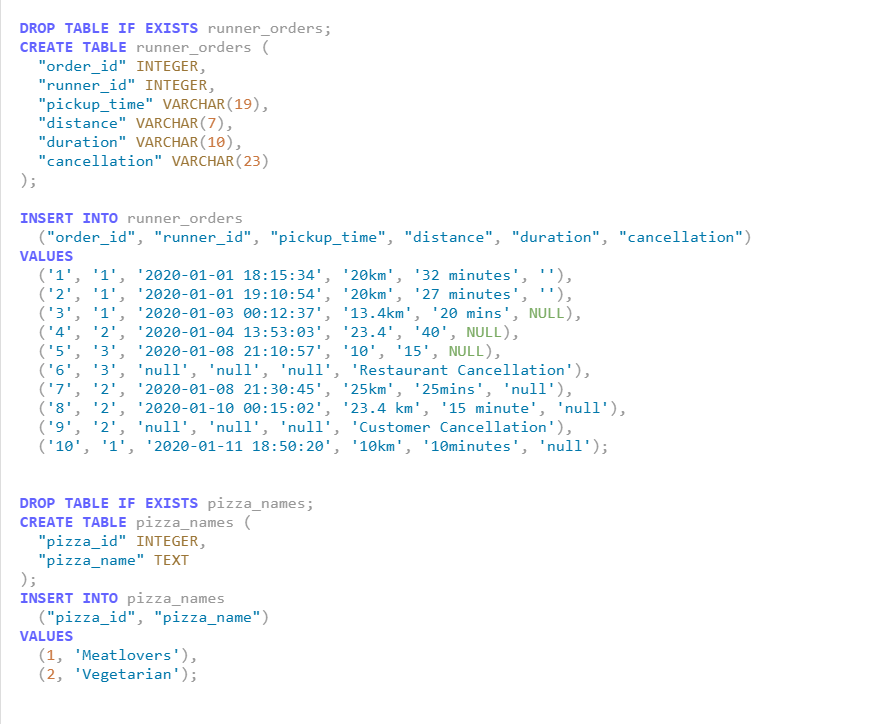 DROP TABLE IF EXISTS runner_orders;
CREATE TABLE runner_orders (
  "order_id" INTEGER,
  "runner_id" INTEGER,
  "pickup_time" VARCHAR(19),
  "distance" VARCHAR(7),
  "duration" VARCHAR(10),
  "cancellation" VARCHAR(23)
);

INSERT INTO runner_orders
  ("order_id", "runner_id", "pickup_time", "distance", "duration", "cancellation")
VALUES
  ('1', '1', '2020-01-01 18:15:34', '20km', '32 minutes', ''),
  ('2', '1', '2020-01-01 19:10:54', '20km', '27 minutes', ''),
  ('3', '1', '2020-01-03 00:12:37', '13.4km', '20 mins', NULL),
  ('4', '2', '2020-01-04 13:53:03', '23.4', '40', NULL),
  ('5', '3', '2020-01-08 21:10:57', '10', '15', NULL),
  ('6', '3', 'null', 'null', 'null', 'Restaurant Cancellation'),
  ('7', '2', '2020-01-08 21:30:45', '25km', '25mins', 'null'),
  ('8', '2', '2020-01-10 00:15:02', '23.4 km', '15 minute', 'null'),
  ('9', '2', 'null', 'null', 'null', 'Customer Cancellation'),
  ('10', '1', '2020-01-11 18:50:20', '10km', '10minutes', 'null');

DROP TABLE IF EXISTS pizza_names;
CREATE TABLE pizza_names (
  "pizza_id" INTEGER,
  "pizza_name" TEXT
);
INSERT INTO pizza_names
  ("pizza_id", "pizza_name")
VALUES
  (1, 'Meatlovers'),
  (2, 'Vegetarian');